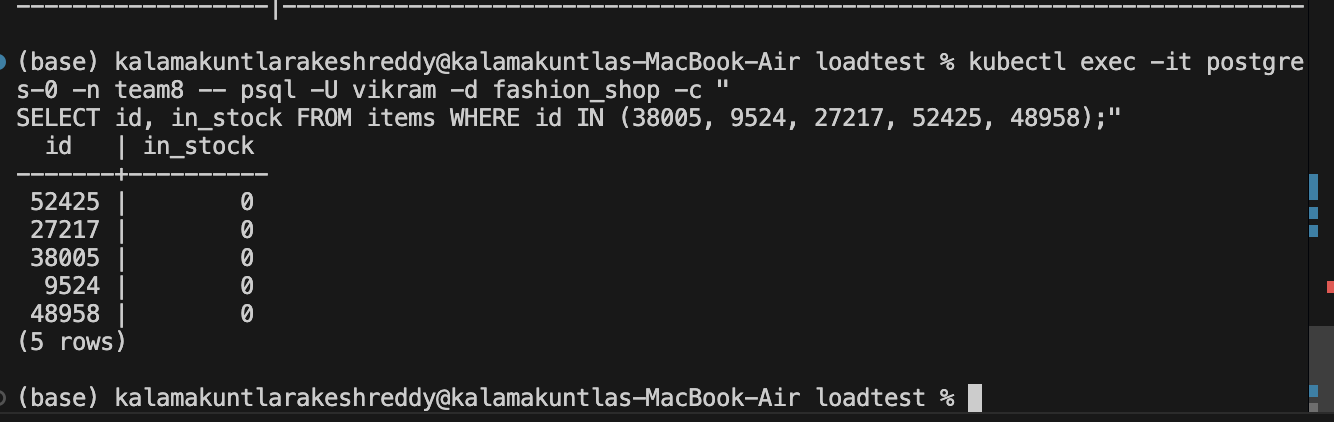 (base) kalamakuntlarakeshreddy@kalamakuntlas-MacBook-Air loadtest % kubectl exec -it postgre
s-0 -n team8 -- psql -U vikram -d fashion_shop -c "
SELECT id, in_stock FROM items WHERE id IN (38005, 9524, 27217, 52425, 48958);"
  id   | in_stock
-------+----------
 52425 |        0
 27217 |        0
 38005 |        0
  9524 |        0
 48958 |        0
(5 rows)
(base) kalamakuntlarakeshreddy@kalamakuntlas-MacBook-Air loadtest %